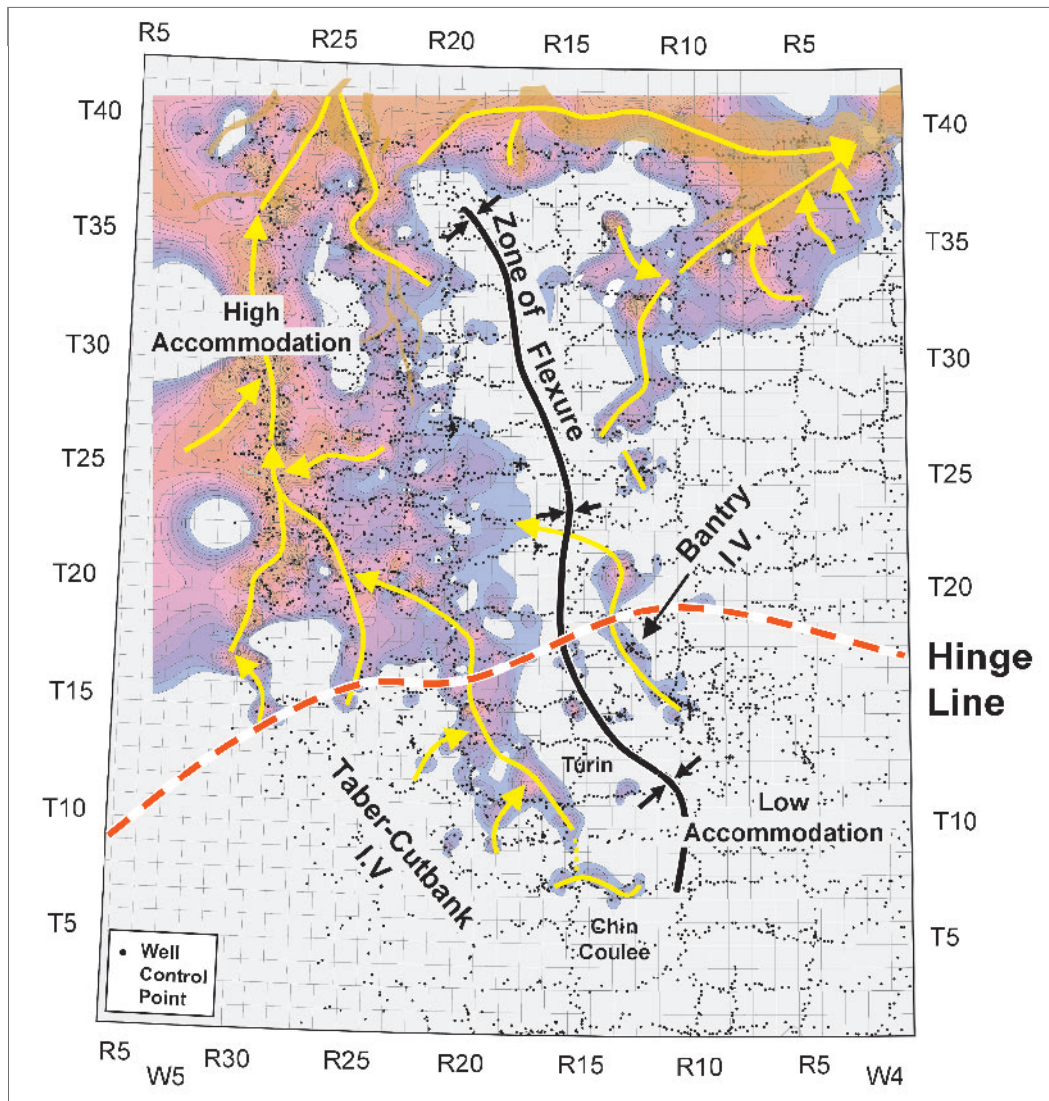 R5 R25 R20 R15 R10 R5
T40 T40
T35 T35
Zone of Flexure
High
Accommodation
T30 T30
T25 T25
Bantry
I.V.
T20 T20
Hinge
Line
T15
Turin
T10 T10
Low
Accommodation
Taber-Cutbank
I.V.
T5 T5
Chin
Coulee
• Well
Control
Point
R5 R30 R25 R20 R15 R10 R5
W5 W4